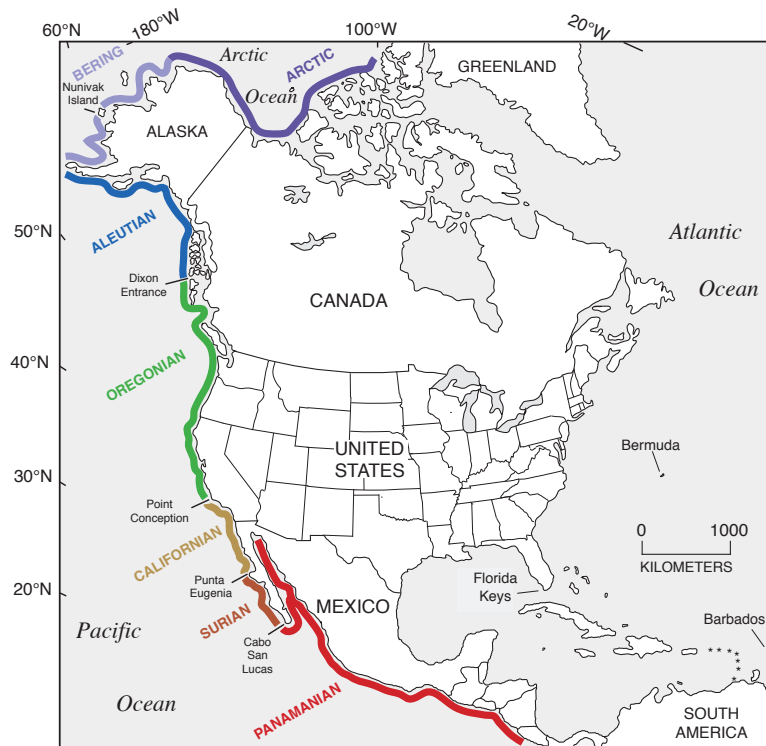 60°N
180°W
100°W
20°W
BERING
Arctic
Ocean
ARCTIC
GREENLAND
Nunivak
Island
ALASKA
50°N
ALEUTIAN
Atlantic
Ocean
Dixon
Entrance
CANADA
40°N
OREGONIAN
UNITED
STATES
Bermuda
30°N
Point
Conception
0
1000
KILOMETERS
CALIFORNIAN
Punta
Eugenia
Florida
Keys
20°N
MEXICO
SURIAN
Barbados
Pacific
Ocean
Cabo
San
Lucas
PANAMANIAN
SOUTH
AMERICA